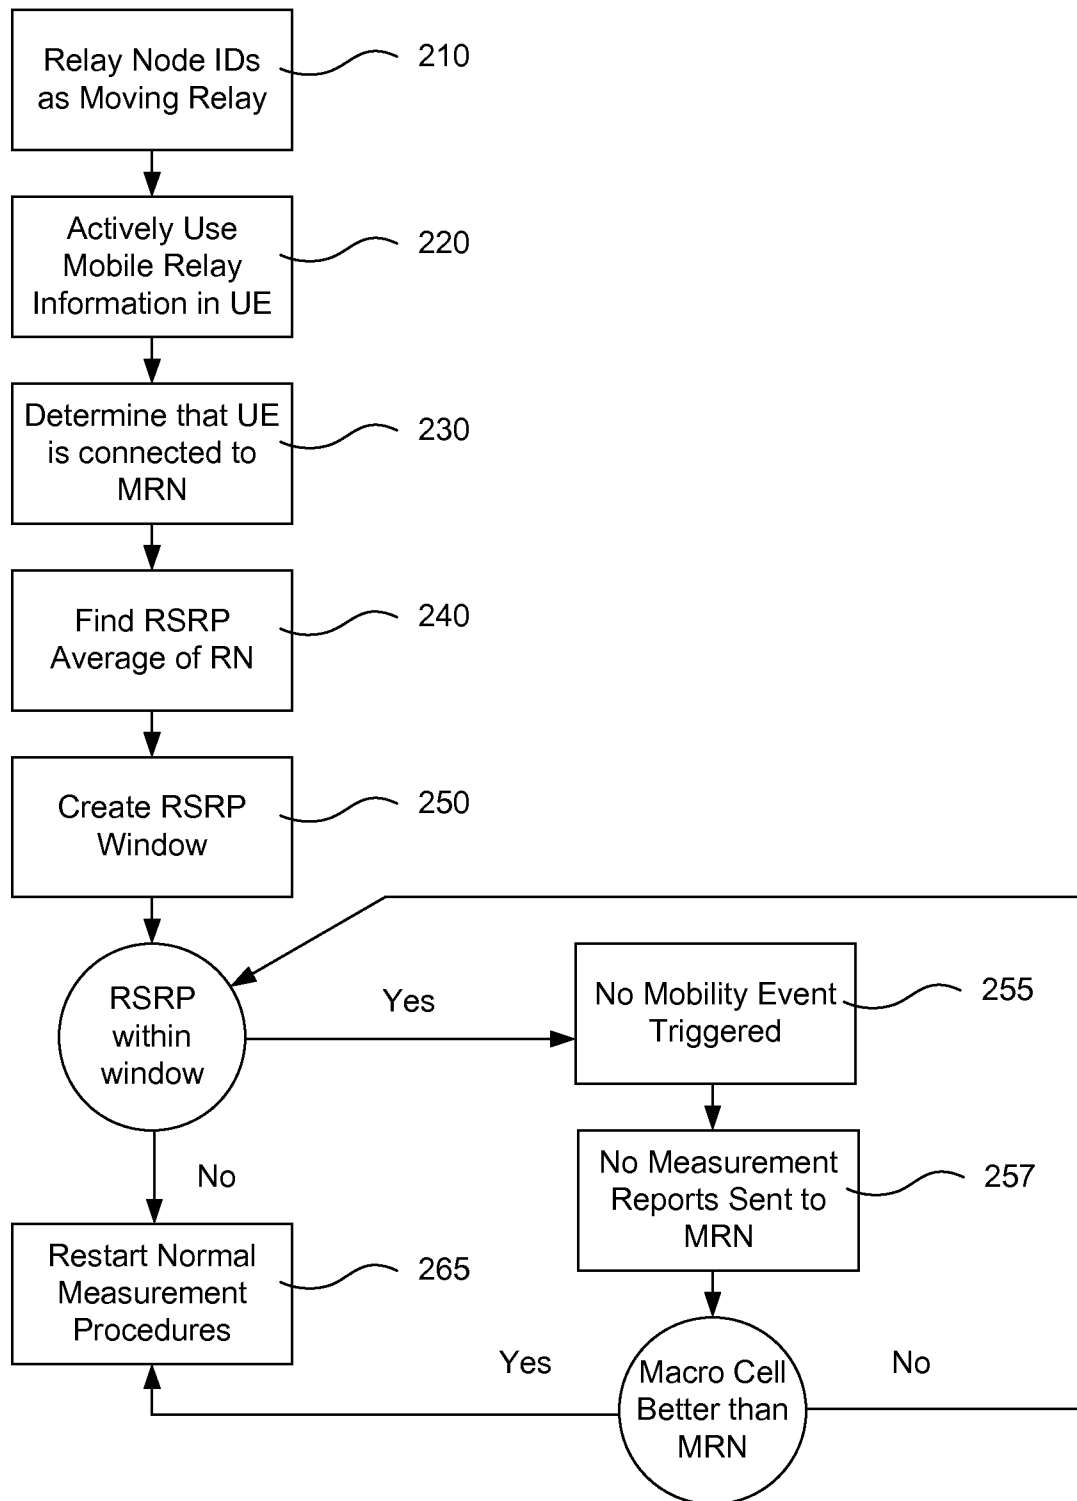 Relay Node IDs
as Moving Relay
210
Actively Use
Mobile Relay
Information in UE
220
Determine that UE
is connected to
MRN
230
Find RSRP
Average of RN
240
Create RSRP
Window
250
RSRP
within
window
Yes
No Mobility Event
Triggered
255
No
No Measurement
Reports Sent to
MRN
257
Restart Normal
Measurement
Procedures
265
Yes
Macro Cell
Better than
MRN
No